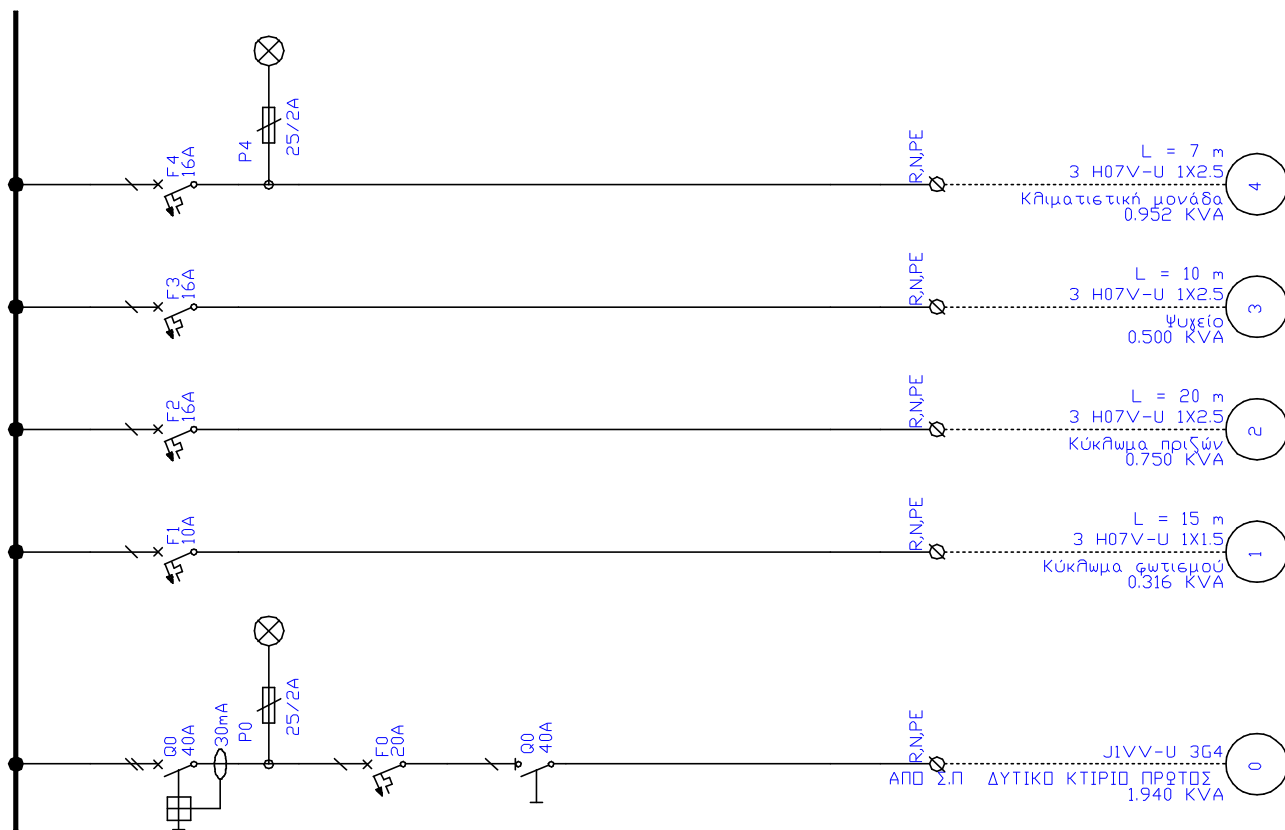 P4
25/2A
F4
16A
R,N,PE
L = 7 m
3 H07V-U 1X2.5
Κλιματιστική μονάδα
0.952 KVA
4
F3
16A
R,N,PE
L = 10 m
3 H07V-U 1X2.5
Ψυγείο
0.500 KVA
3
F2
16A
R,N,PE
L = 20 m
3 H07V-U 1X2.5
Κύκλωμα πριζών
0.750 KVA
2
F1
10A
R,N,PE
L = 15 m
3 H07V-U 1X1.5
Κύκλωμα φωτισμού
0.316 KVA
1
Q0
40A
30mA
P0
25/2A
F0
20A
Q0
40A
R,N,PE
J1VV-U 3G4
ΑΠΟ Σ.Π ΔΥΤΙΚΟ ΚΤΙΡΙΟ ΠΡΩΤΟΣ
1.940 KVA
0